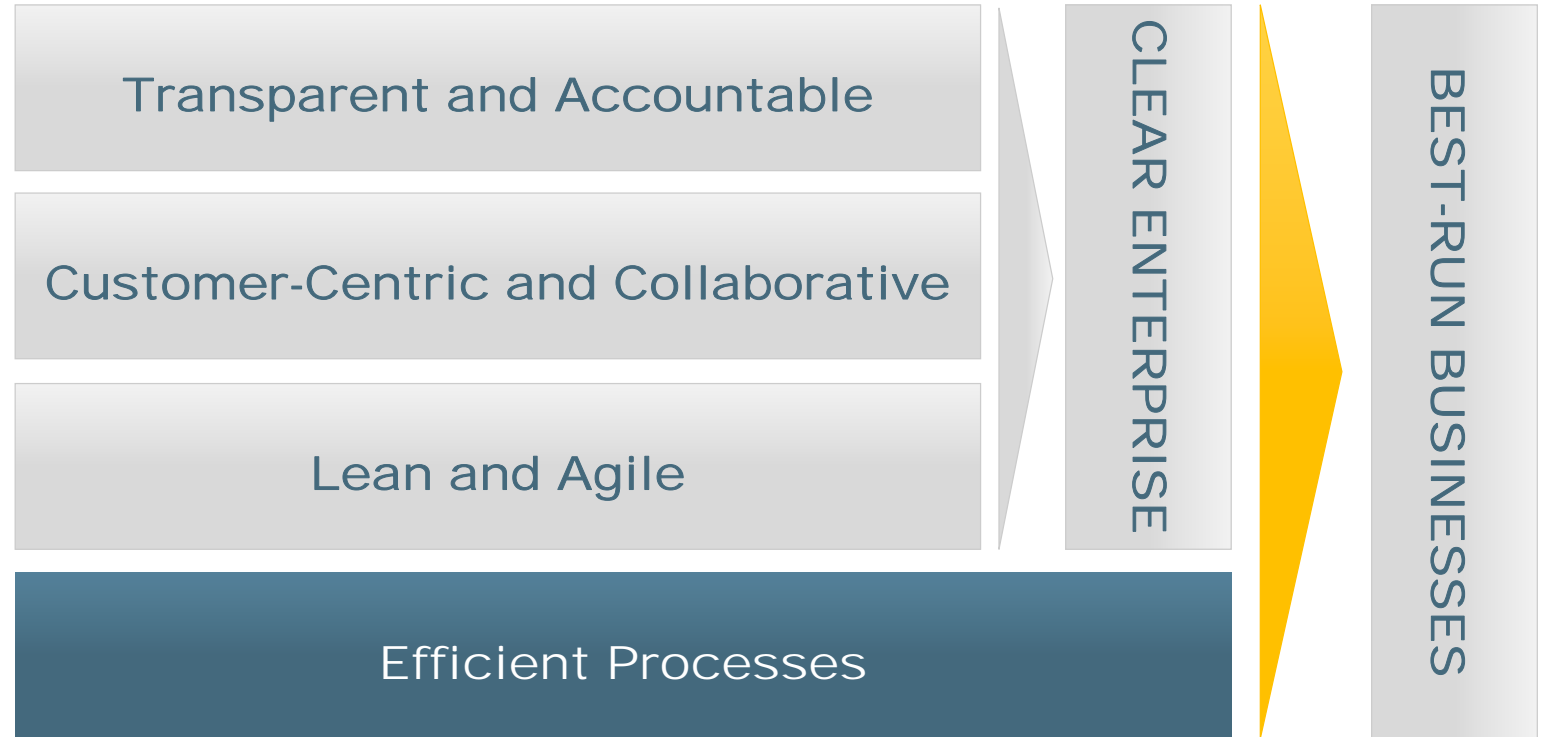 Transparent and Accountable
Customer-Centric and Collaborative
Lean and Agile
Efficient Processes
CLEAR ENTERPRISE
BEST-RUN BUSINESSES